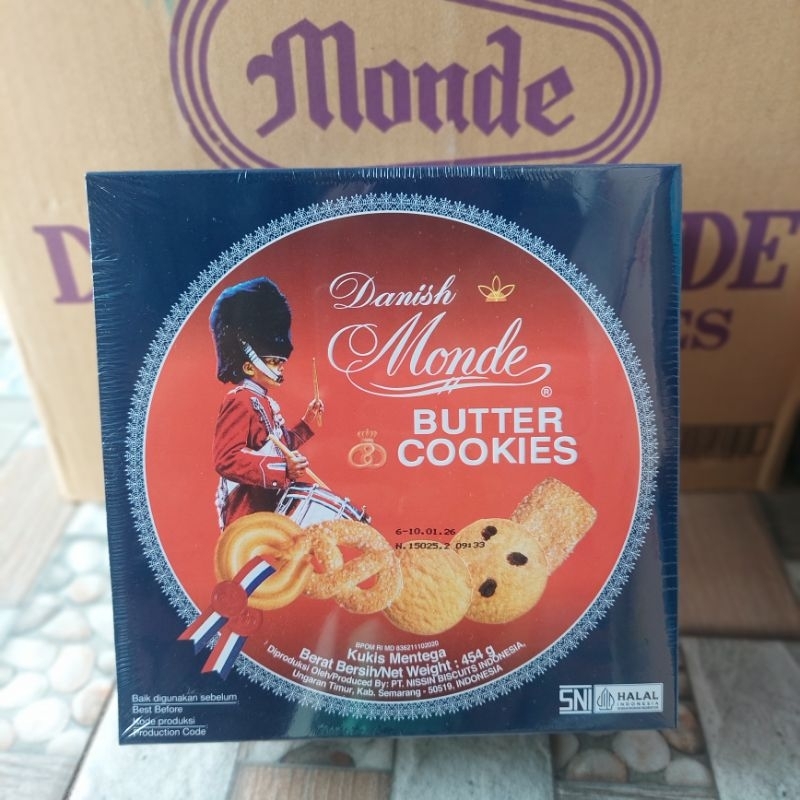 Monde
D
DE
ES
Danish
Monde
®
BUTTER
COOKIES
6-10.01.26
N.15025.2 09:33
BPOM RI MD 836211102020
Kukis Mentega
Berat Bersih/Net Weight : 454 g
Diproduksi Oleh/Produced By: PT. NISSIN BISCUITS INDONESIA,
Ungaran Timur, Kab. Semarang - 50519, INDONESIA
Baik digunakan sebelum
Best Before
Kode produksi
Production Code
SNI
HALAL
INDONESIA